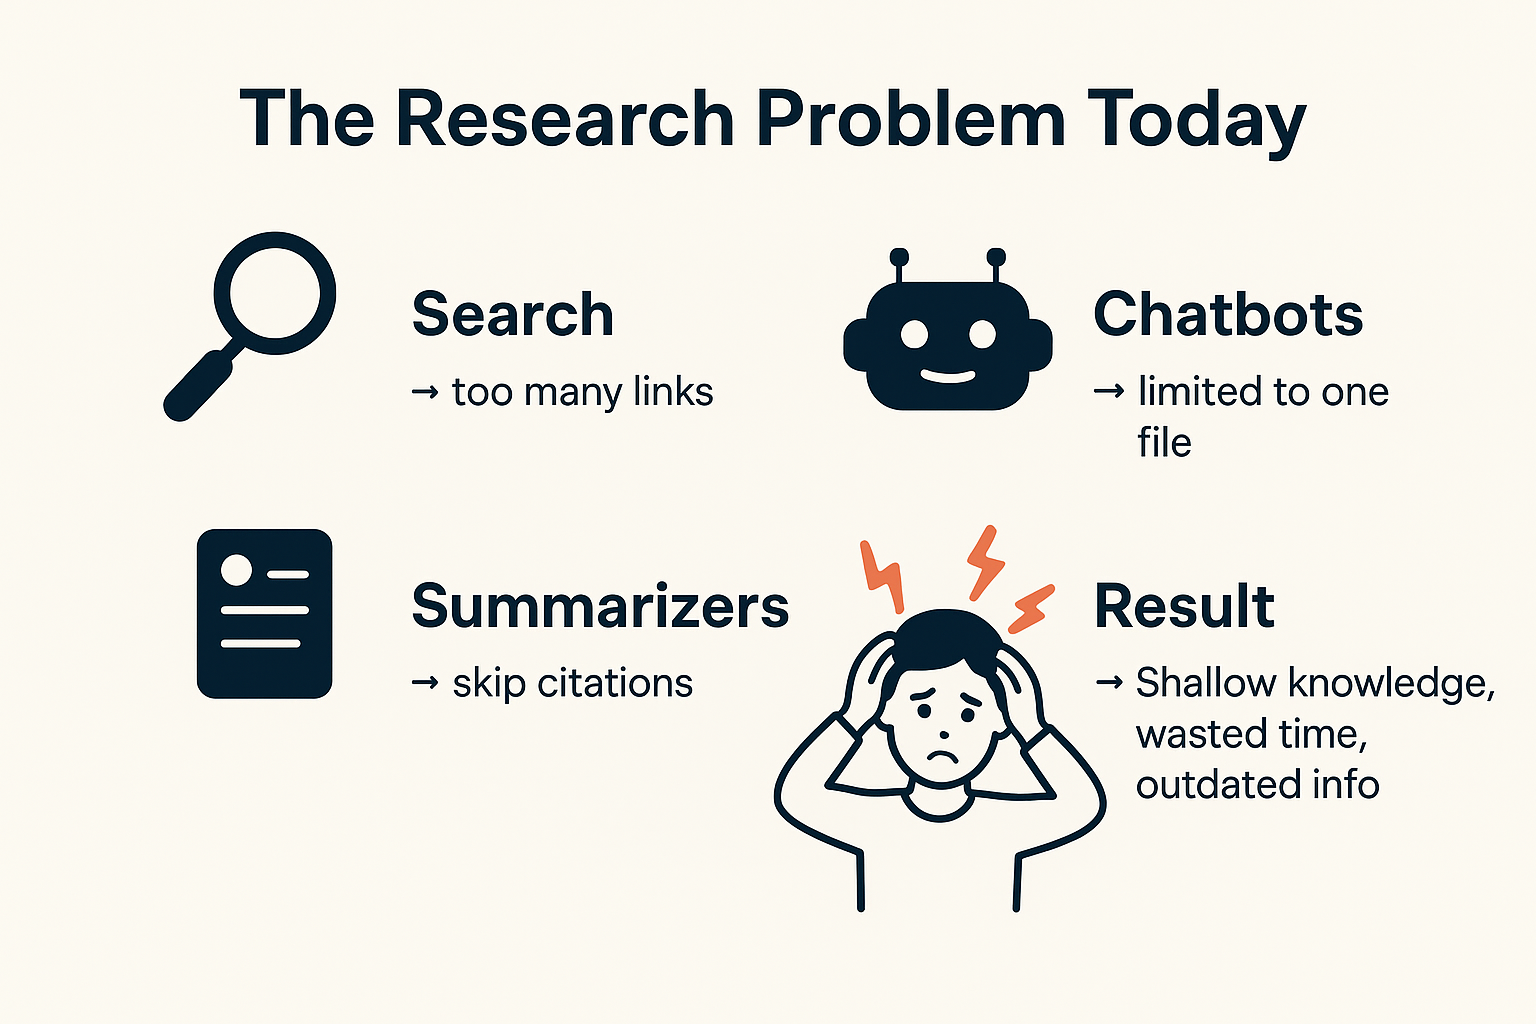 The Research Problem Today
Search
→ too many links
Chatbots
→ limited to one
file
Summarizers
→ skip citations
Result
→ Shallow knowledge,
wasted time,
outdated info